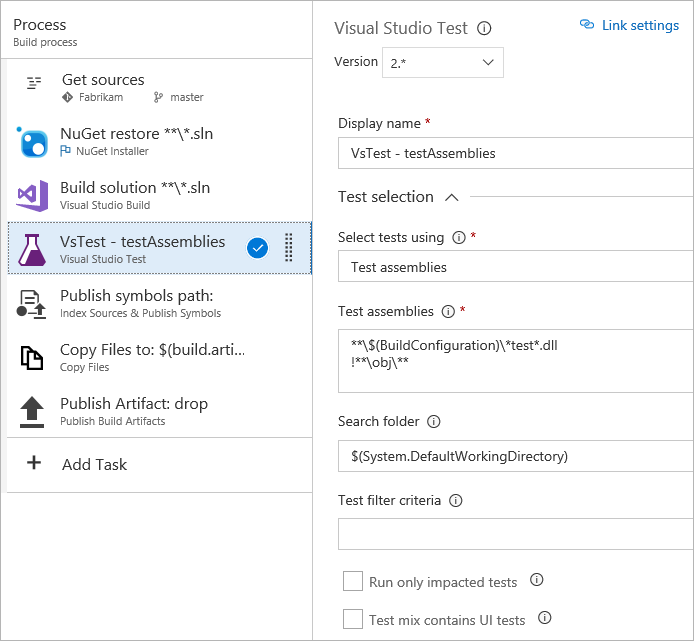 Process
Build process
Get sources
Fabrikam master
NuGet restore **\*.sln
NuGet Installer
Build solution **\*.sln
Visual Studio Build
VsTest - testAssemblies
Visual Studio Test
Publish symbols path:
Index Sources & Publish Symbols
Copy Files to: $(build.arti...
Copy Files
Publish Artifact: drop
Publish Build Artifacts
+ Add Task
Visual Studio Test
Link settings
Version 2.*
Display name *
VsTest - testAssemblies
Test selection
Select tests using *
Test assemblies
Test assemblies *
**\$(BuildConfiguration)\*test*.dll
!**\obj\**
Search folder
$(System.DefaultWorkingDirectory)
Test filter criteria
Run only impacted tests
Test mix contains UI tests